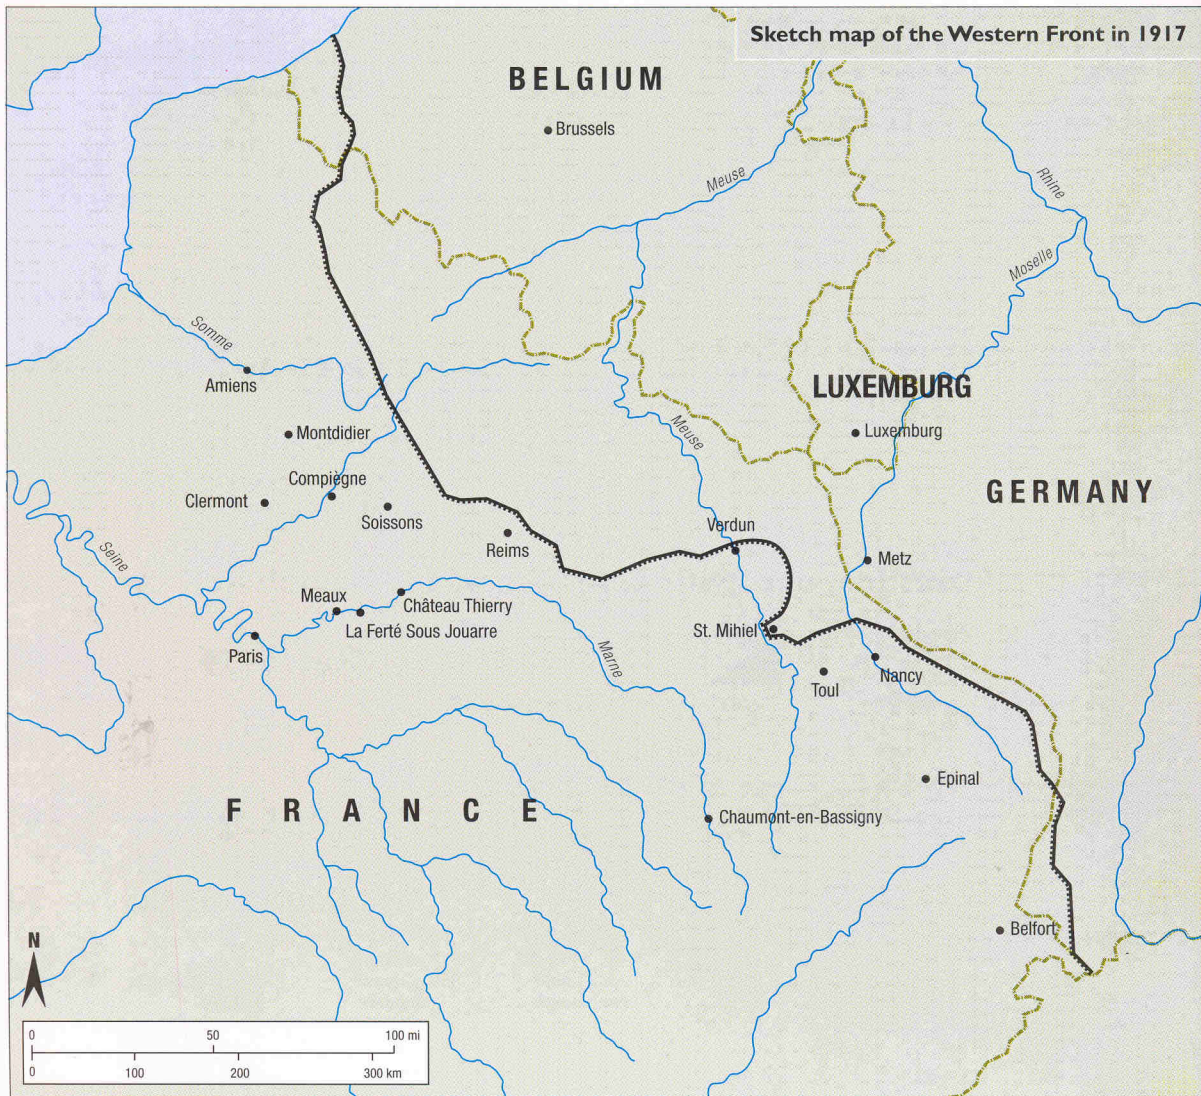 Sketch map of the Western Front in 1917
BELGIUM
Brussels
Meuse
Rhine
Moselle
Somme
Amiens
LUXEMBURG
Luxemburg
Meuse
Montdidier
Compiègne
Clermont
Soissons
GERMANY
Reims
Verdun
Metz
Seine
Meaux
Château Thierry
La Ferté Sous Jouarre
St. Mihiel
Paris
Marne
Toul
Nancy
Epinal
FRANCE
Chaumont-en-Bassigny
Belfort
N
0 50 100 mi
0 100 200 300 km